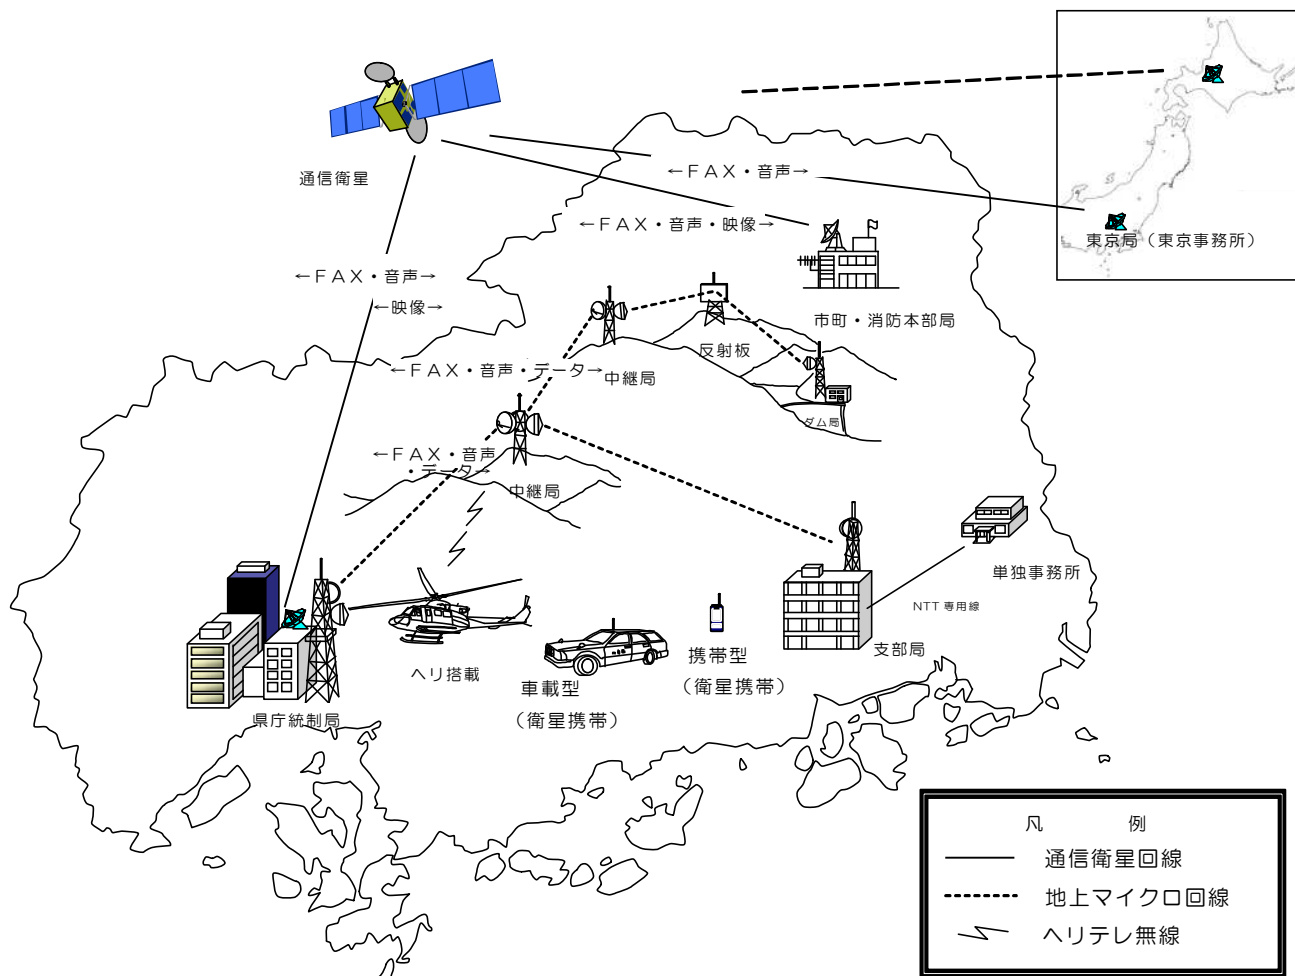 通信衛星
←ＦＡＸ・音声→
←ＦＡＸ・音声・映像→
東京局（東京事務所）
←ＦＡＸ・音声→
←映像→
市町・消防本部局
反射板
←ＦＡＸ・音声・データ→
中継局
ダム局
←ＦＡＸ・音声
・データ→
中継局
単独事務所
NTT専用線
支部局
携帯型
（衛星携帯）
ヘリ搭載
車載型
（衛星携帯）
県庁統制局
凡　例
通信衛星回線
地上マイクロ回線
ヘリテレ無線